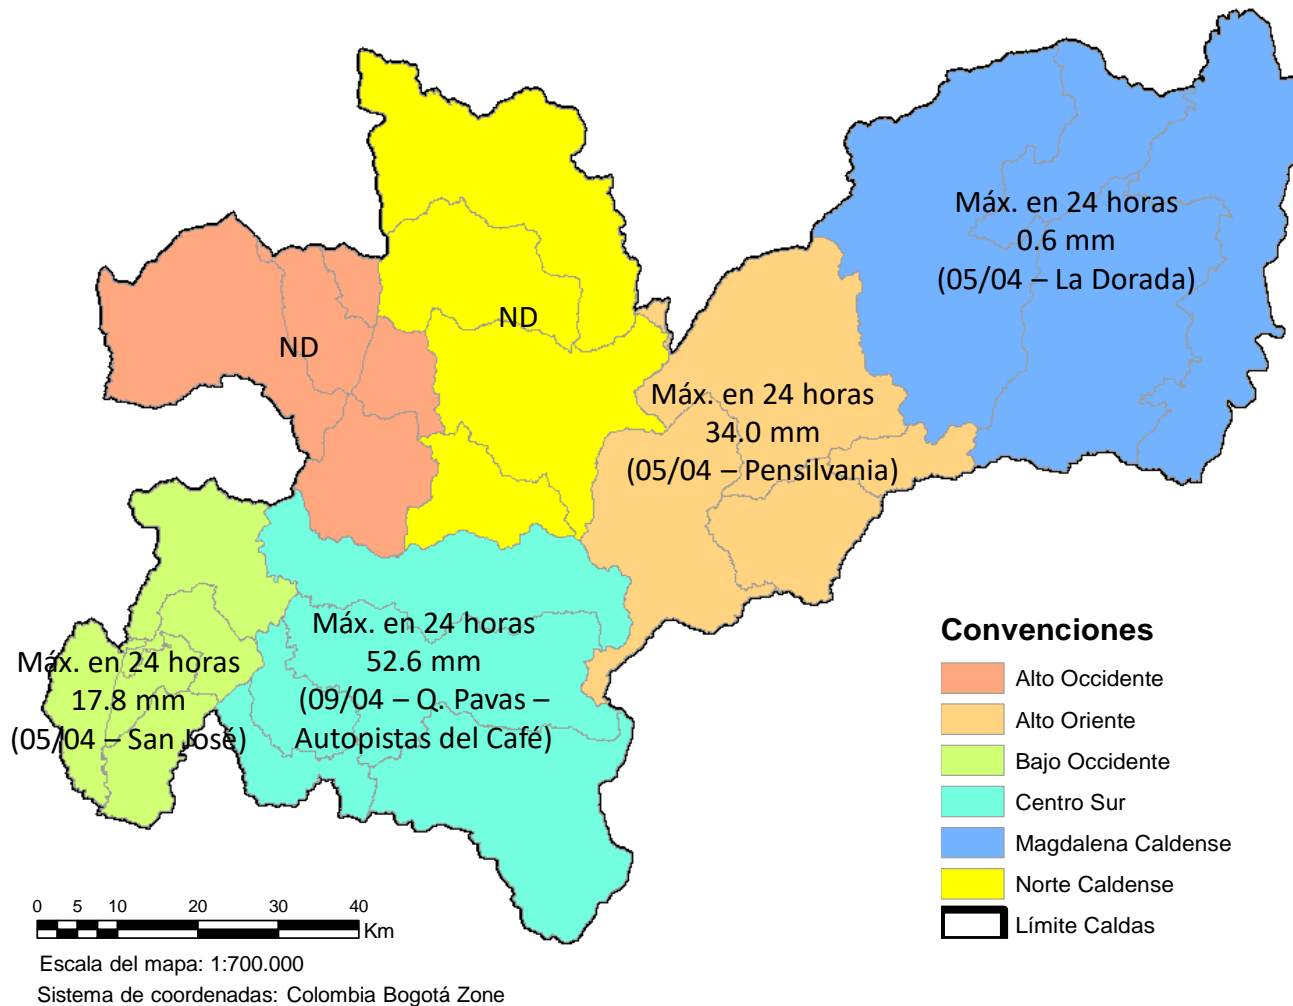 Máx. en 24 horas
0.6 mm
(05/04 – La Dorada)
ND
ND
Máx. en 24 horas
34.0 mm
(05/04 – Pensilvania)
Máx. en 24 horas
52.6 mm
(09/04 – Q. Pavas –
Autopistas del Café)
Máx. en 24 horas
17.8 mm
(05/04 – San José)
Convenciones
Alto Occidente
Alto Oriente
Bajo Occidente
Centro Sur
Magdalena Caldense
Norte Caldense
Límite Caldas
0 5 10 20 30 40
Km
Escala del mapa: 1:700.000
Sistema de coordenadas: Colombia Bogotá Zone